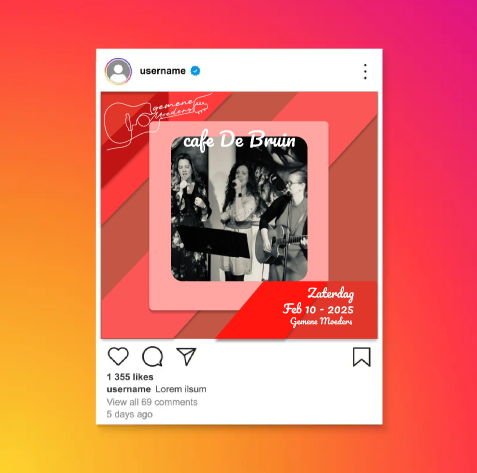 username
gemene
Moeders
cafe De Bruin
Zaterdag
Feb 10 - 2025
Gemene Moeders
1 355 likes
username Lorem ilsum
View all 69 comments
5 days ago